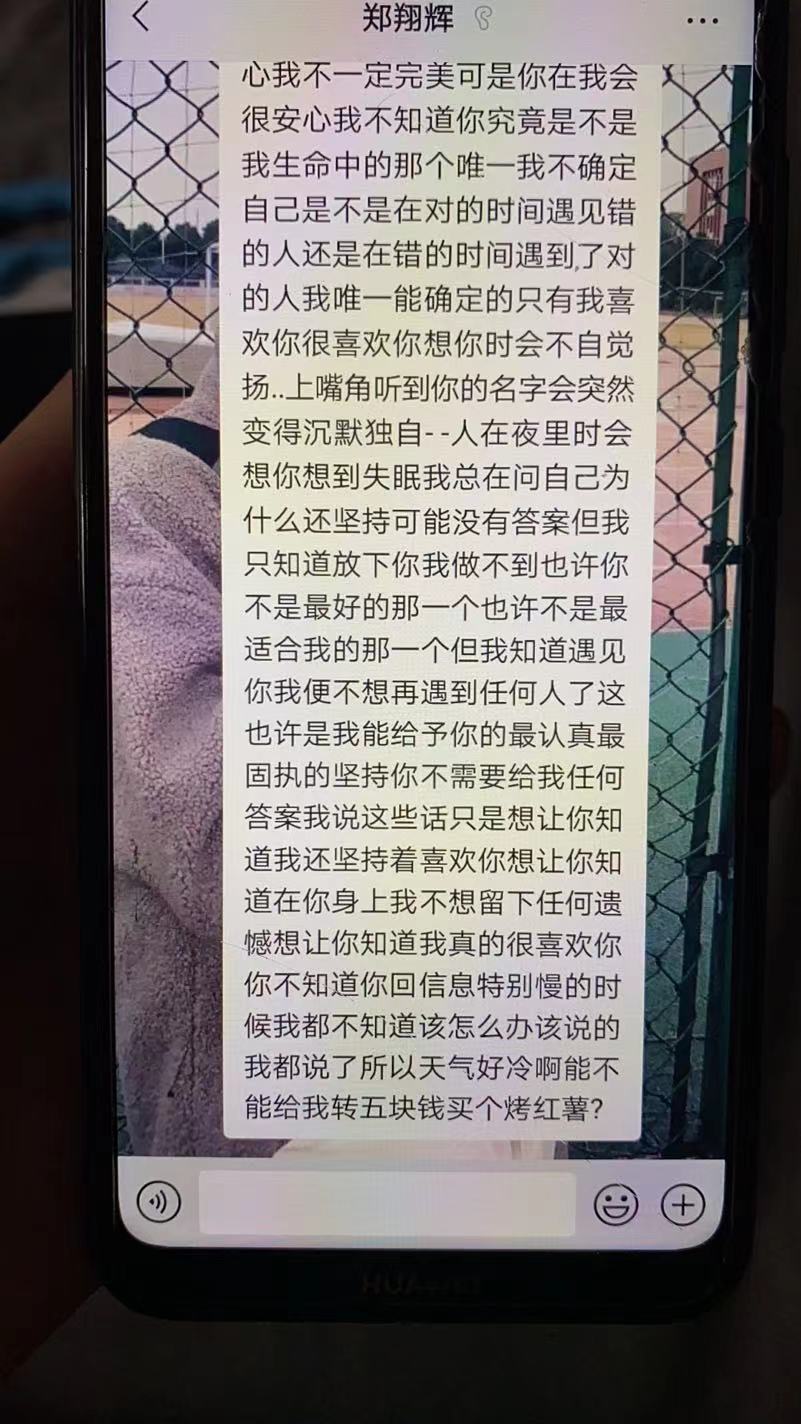 郑翔辉
心我不一定完美可是你在我会
很安心我不知道你究竟是不是
我生命中的那个唯一我不确定
自己是不是在对的时间遇见错
的人还是在错的时间遇到,了对
的人我唯一能确定的只有我喜
欢你很喜欢你想你时会不自觉
扬..上嘴角听到你的名字会突然
变得沉默独自- -人在夜里时会
想你想到失眠我总在问自己为
什么还坚持可能没有答案但我
只知道放下你我做不到也许你
不是最好的那一个也许不是最
适合我的那一个但我知道遇见
你我便不想再遇到任何人了这
也许是我能给予你的最认真最
固执的坚持你不需要给我任何
答案我说这些话只是想让你知
道我还坚持着喜欢你想让你知
道在你身上我不想留下任何遗
憾想让你知道我真的很喜欢你
你不知道你回信息特别慢的时
候我都不知道该怎么办该说的
我都说了所以天气好冷啊能不
能给我转五块钱买个烤红薯?
HUAWEI